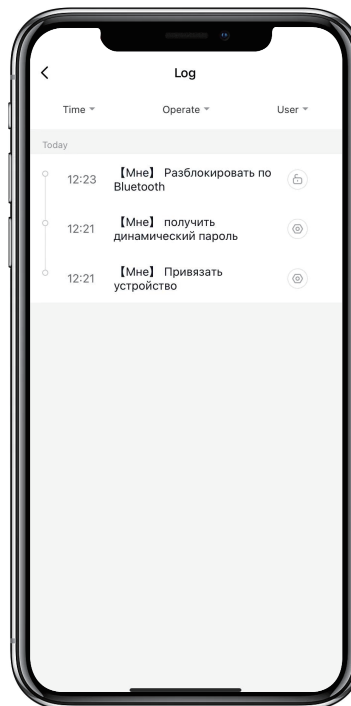 Log
Time Operate User
Today
12:23 【Мне】 Разблокировать по
Bluetooth
12:21 【Мне】 получить
динамический пароль
12:21 【Мне】 Привязать
устройство